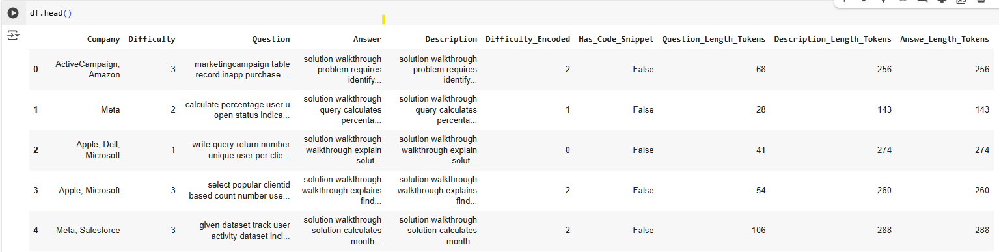 df.head()
Company Difficulty Question Answer Description Difficulty_Encoded Has_Code_Snippet Question_Length_Tokens Description_Length_Tokens Answe_Length_Tokens
0 ActiveCampaign; Amazon 3 marketingcampaign table record inapp purchase ... solution walkthrough problem requires identify... solution walkthrough problem requires identify... 2 False 68 256 256
1 Meta 2 calculate percentage user u open status indica... solution walkthrough query calculates percenta... solution walkthrough query calculates percenta... 1 False 28 143 143
2 Apple; Dell; Microsoft 1 write query return number unique user per clie... solution walkthrough walkthrough explain solut... solution walkthrough walkthrough explain solut... 0 False 41 274 274
3 Apple; Microsoft 3 select popular clientid based count number use... solution walkthrough walkthrough explains find... solution walkthrough walkthrough explains find... 2 False 54 260 260
4 Meta; Salesforce 3 given dataset track user activity dataset incl... solution walkthrough solution calculates month... solution walkthrough solution calculates month... 2 False 106 288 288